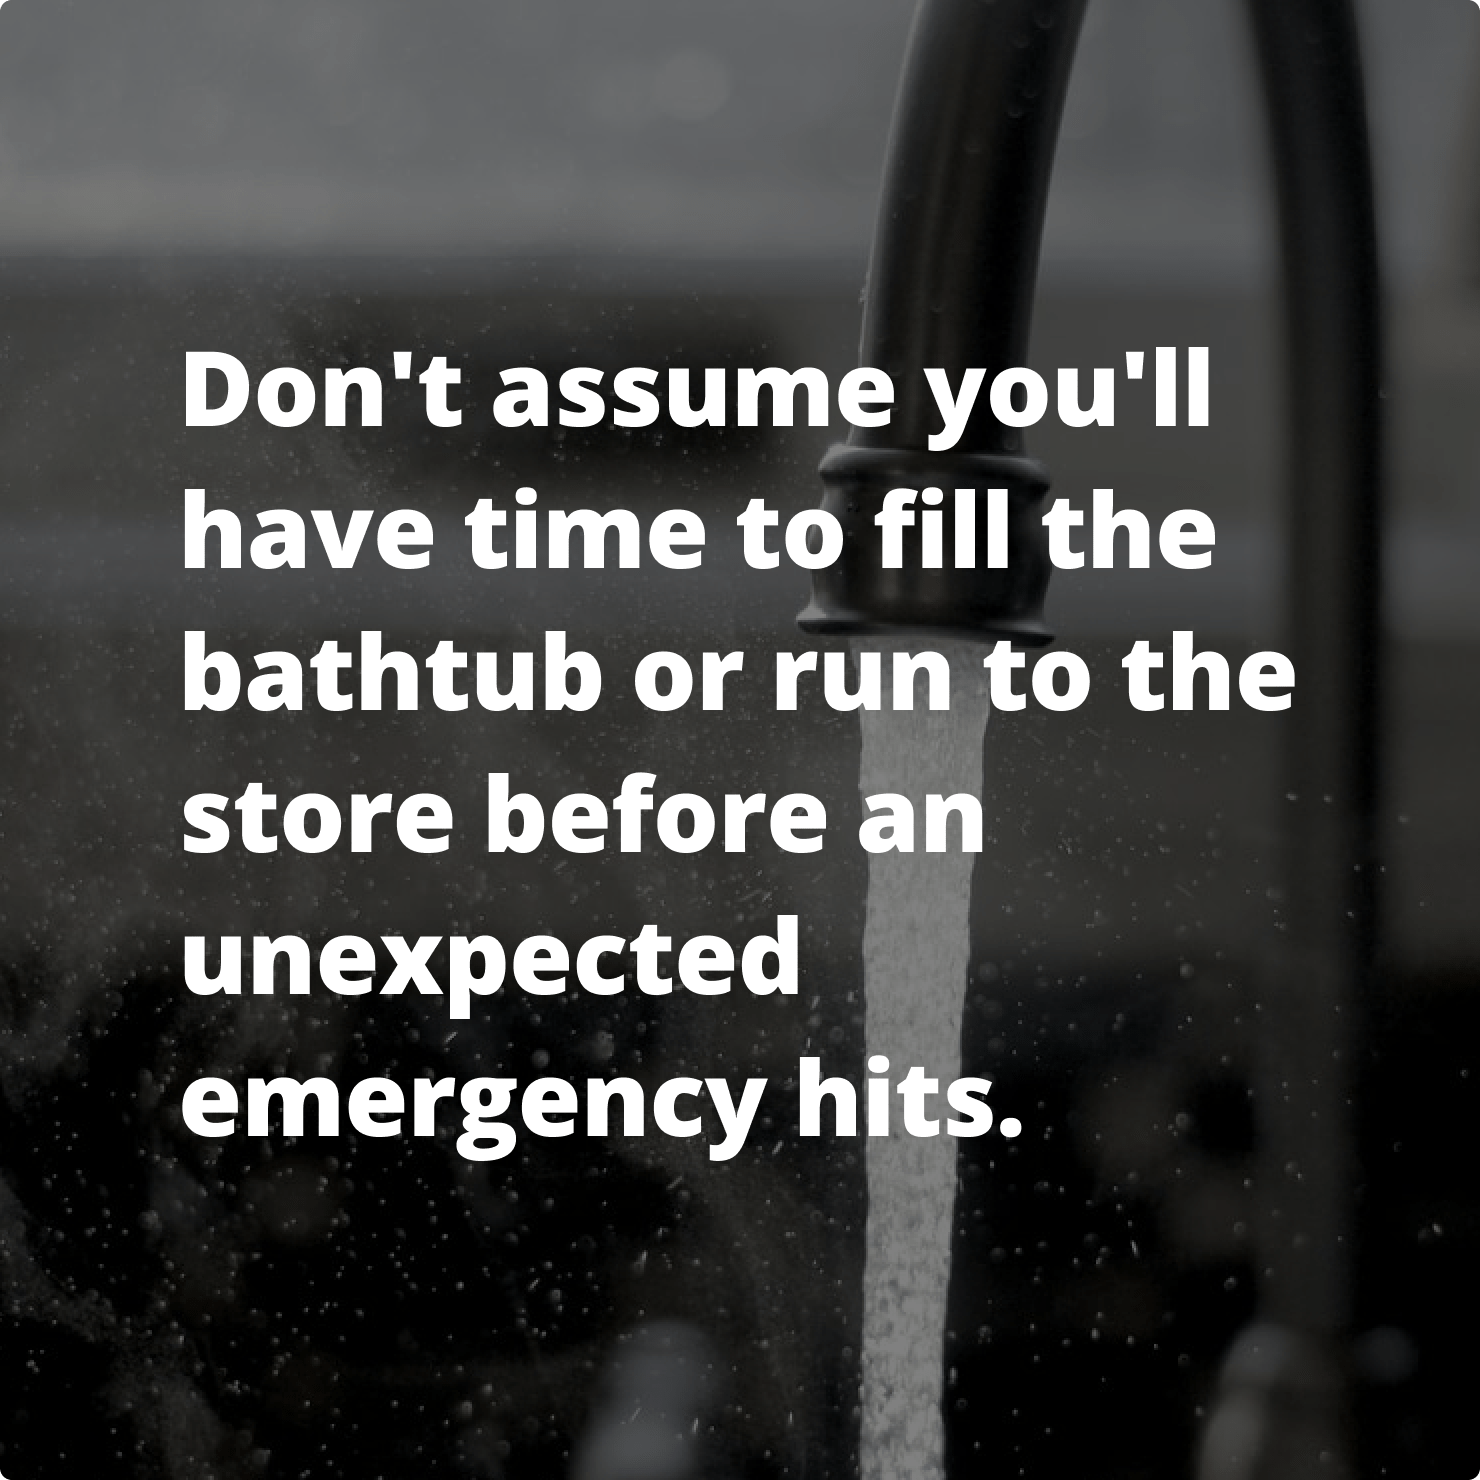 Don't assume you'll
have time to fill the
bathtub or run to the
store before an
unexpected
emergency hits.